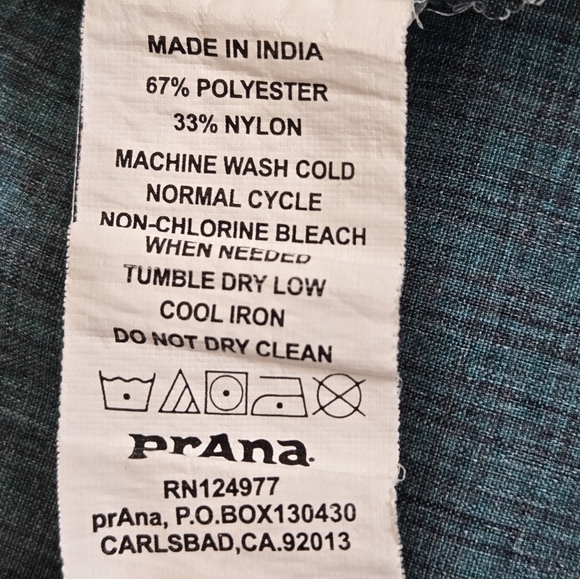 MADE IN INDIA
67% POLYESTER
33% NYLON
MACHINE WASH COLD
NORMAL CYCLE
NON-CHLORINE BLEACH
WHEN NEEDED
TUMBLE DRY LOW
COOL IRON
DO NOT DRY CLEAN
prAna.
RN124977
prAna, P.O.BOX130430
CARLSBAD,CA.92013